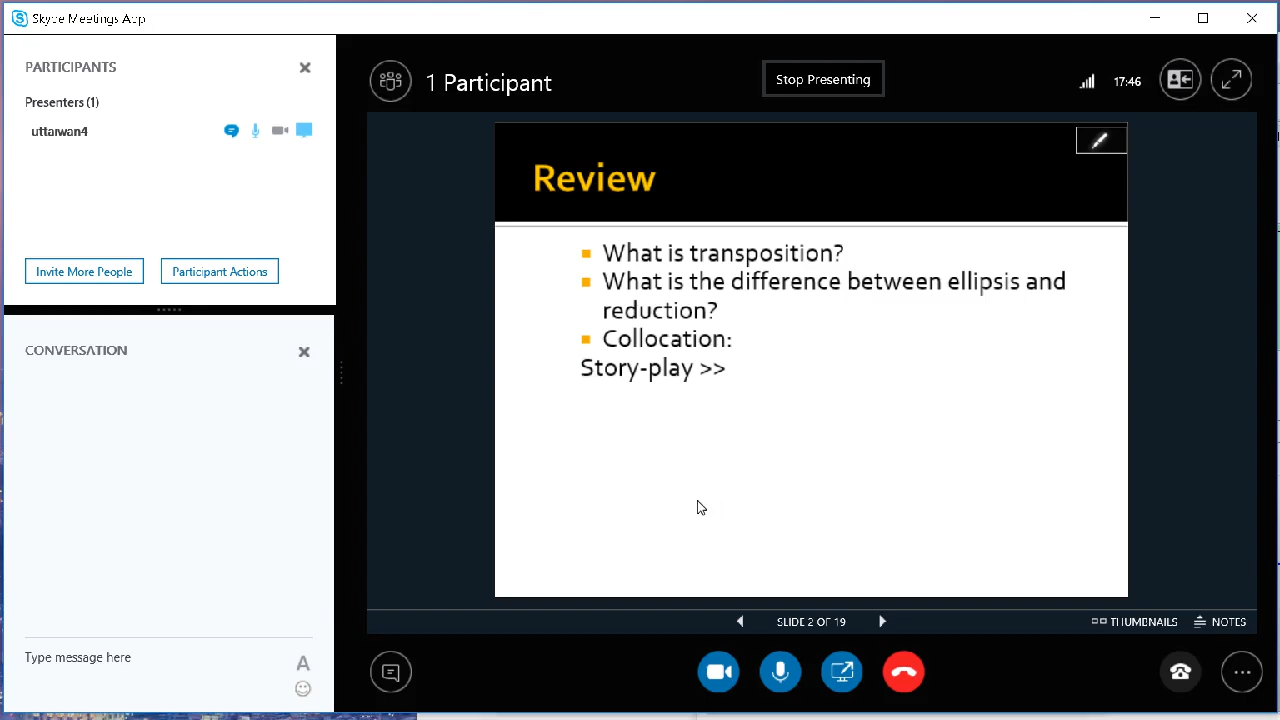 Skype Meetings App
PARTICIPANTS
Presenters (1)
uttaiwan4
Invite More People
Participant Actions
CONVERSATION
Type message here
A
1 Participant
Stop Presenting
17:46
Review
What is transposition?
What is the difference between ellipsis and
reduction?
Collocation:
Story-play >>
SLIDE 2 OF 19
THUMBNAILS
NOTES